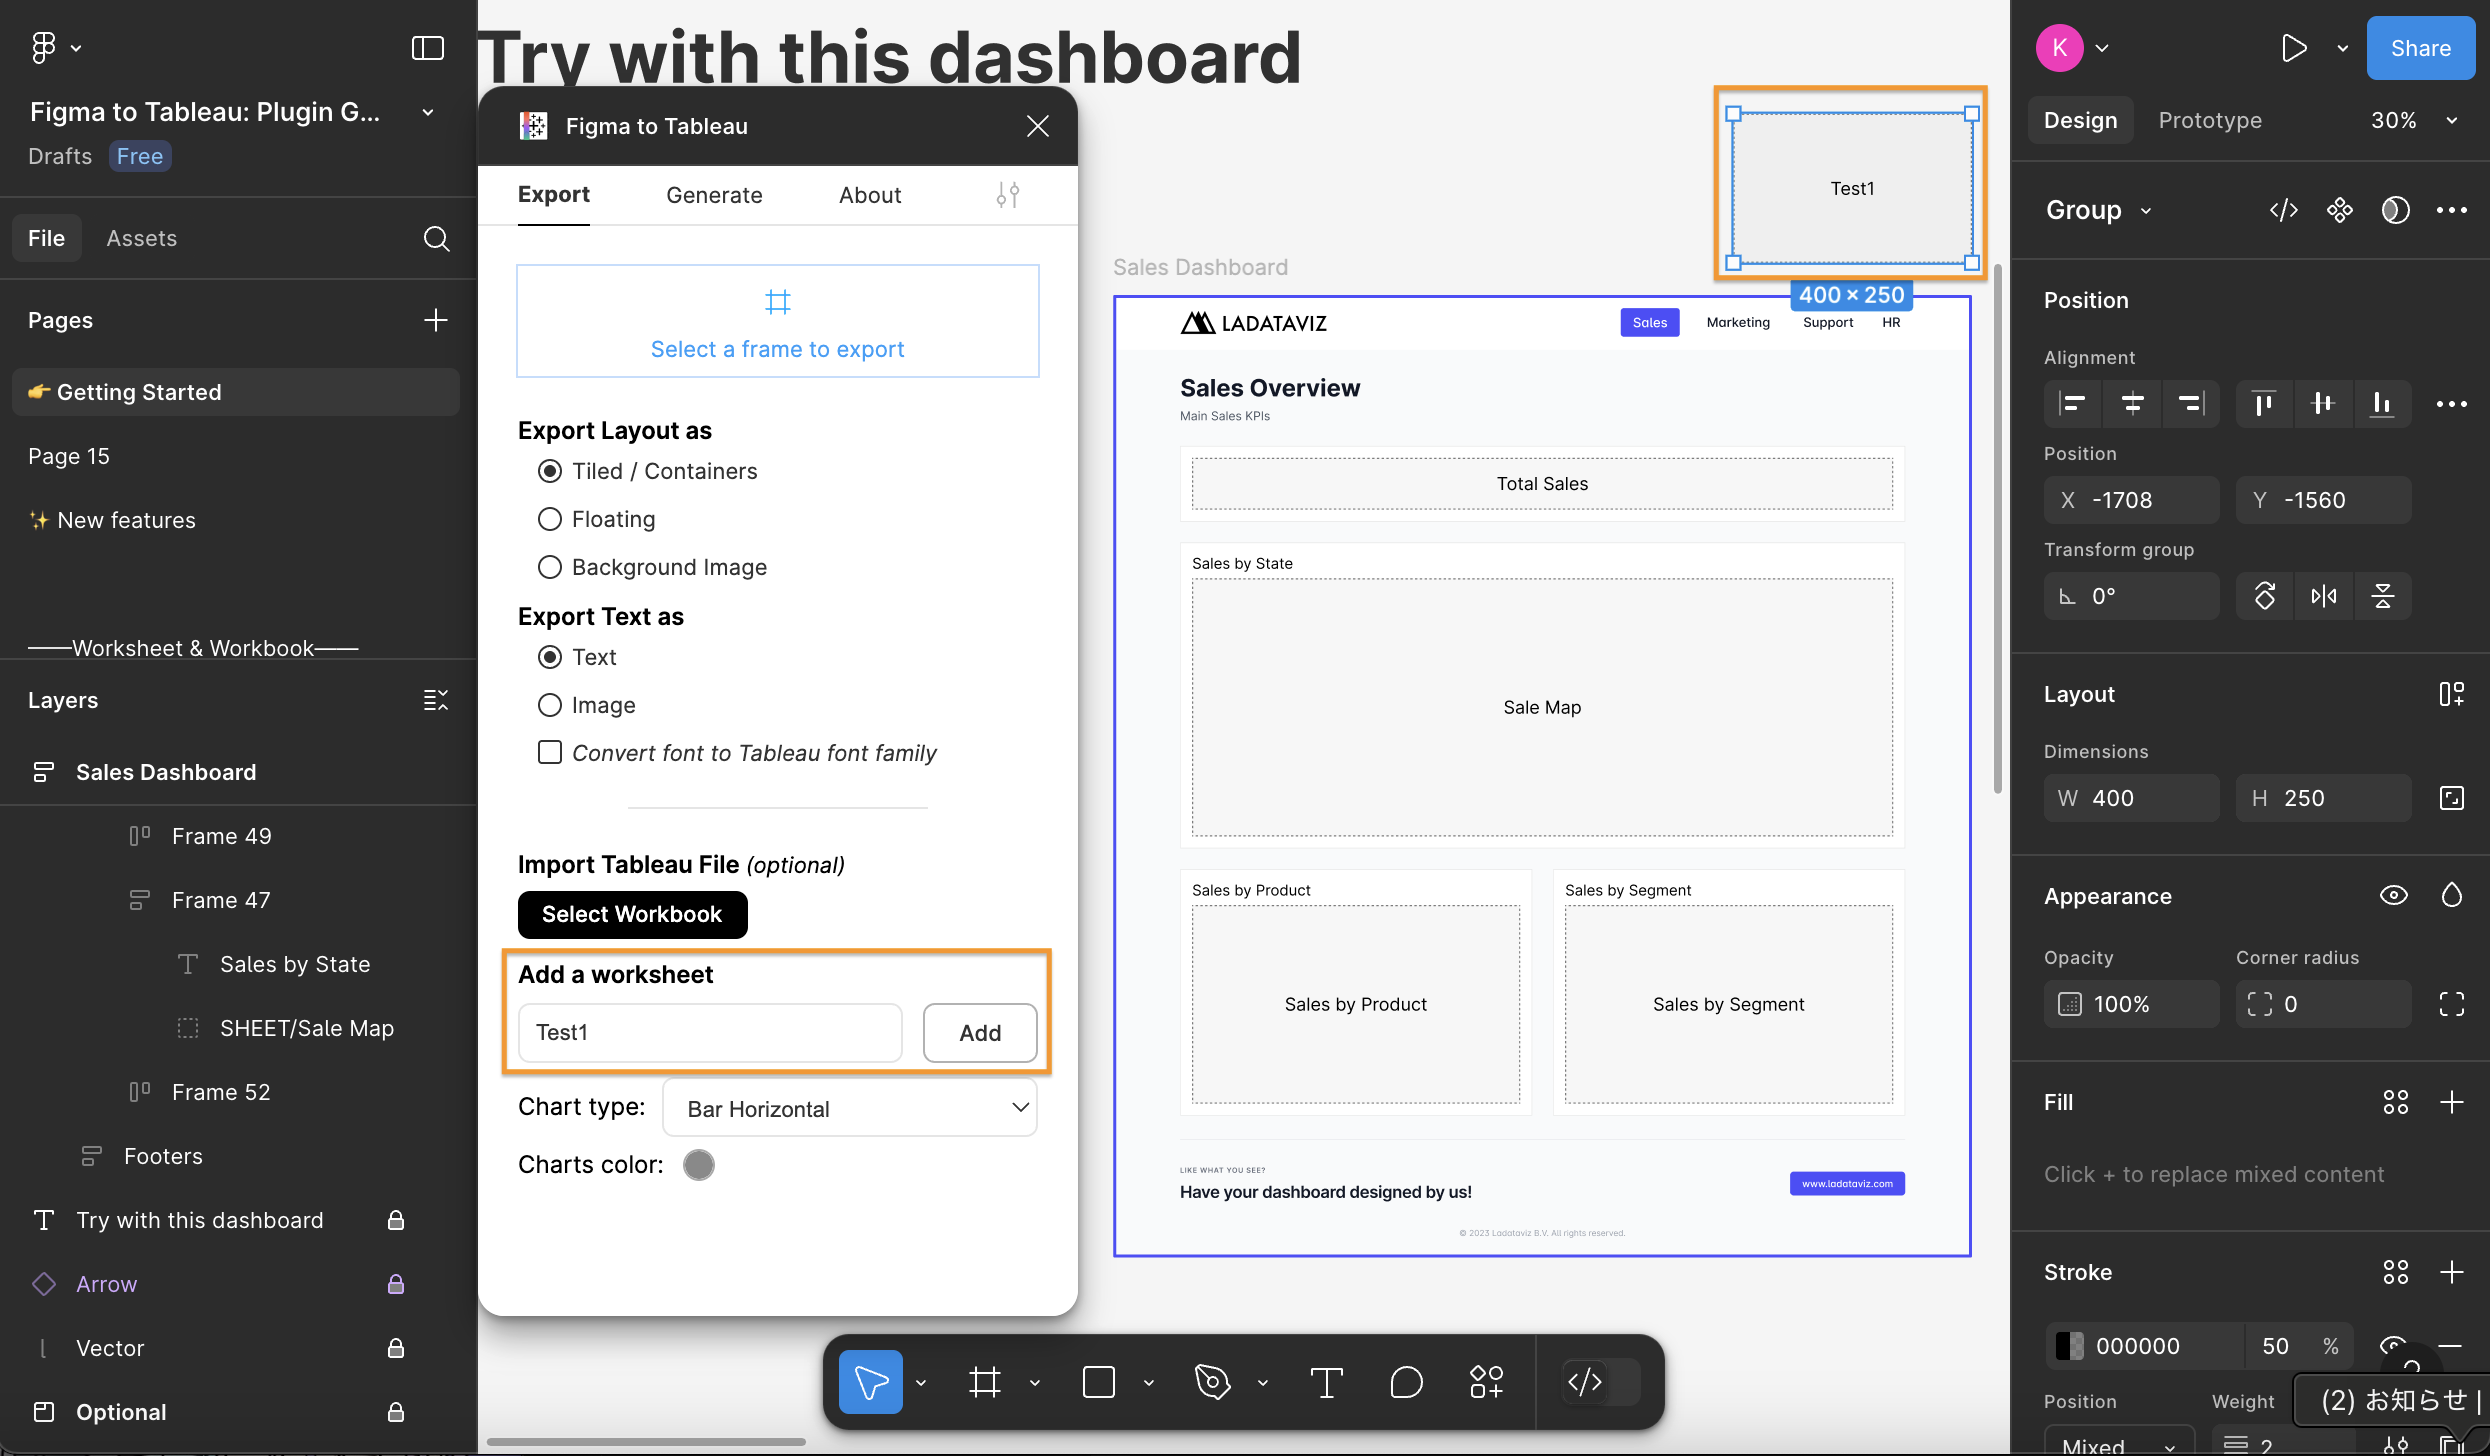 Figma to Tableau: Plugin G...
Drafts Free
File Assets
Pages
👉 Getting Started
Page 15
✨ New features
——Worksheet & Workbook——
Layers
Sales Dashboard
Frame 49
Frame 47
Sales by State
SHEET/Sale Map
Frame 52
Footers
Try with this dashboard
Arrow
Vector
Optional
Try with this dashboard
Figma to Tableau
Export Generate About
Select a frame to export
Export Layout as
Tiled / Containers
Floating
Background Image
Export Text as
Text
Image
Convert font to Tableau font family
Import Tableau File (optional)
Select Workbook
Add a worksheet
Test1 Add
Chart type: Bar Horizontal
Charts color:
Test1
400 × 250
Sales Dashboard
LADATAVIZ Sales Marketing Support HR
Sales Overview
Main Sales KPIs
Total Sales
Sales by State
Sale Map
Sales by Product Sales by Segment
Sales by Product Sales by Segment
LIKE WHAT YOU SEE?
Have your dashboard designed by us!
www.ladataviz.com
© 2023 Ladataviz B.V. All rights reserved.
K Share
Design Prototype 30%
Group
Position
Alignment
Position
X -1708 Y -1560
Transform group
0°
Layout
Dimensions
W 400 H 250
Appearance
Opacity Corner radius
100% 0
Fill
Click + to replace mixed content
Stroke
000000 50 %
Position Weight
(2) お知らせ |
Mixed 2